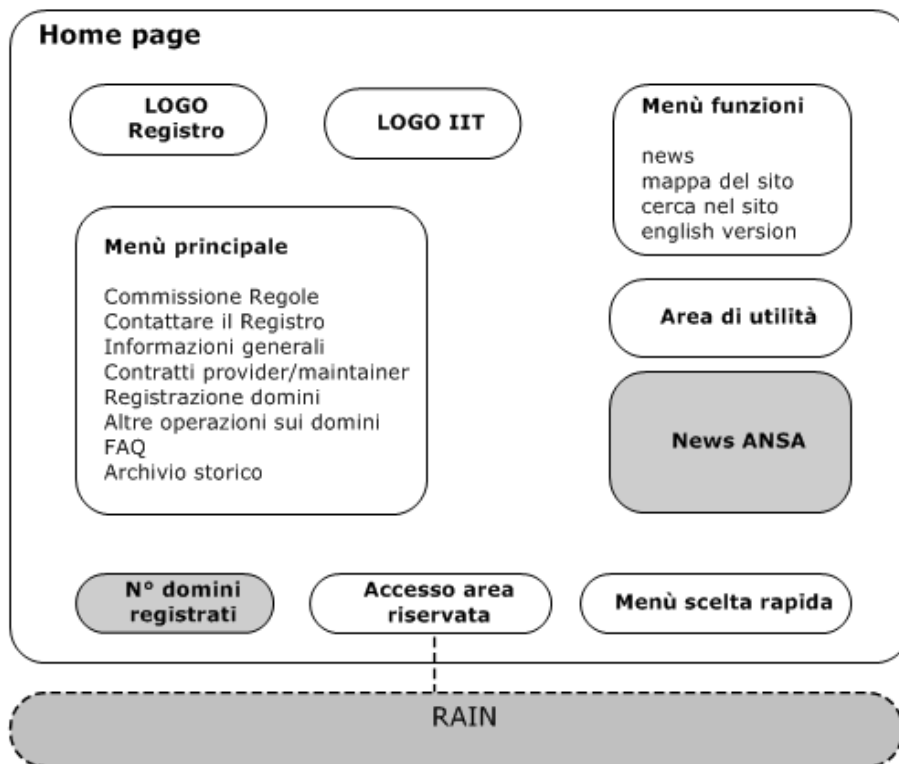 Home page
LOGO
Registro
LOGO IIT
Menù funzioni
news
mappa del sito
cerca nel sito
english version
Menù principale
Commissione Regole
Contattare il Registro
Informazioni generali
Contratti provider/maintainer
Registrazione domini
Altre operazioni sui domini
FAQ
Archivio storico
Area di utilità
News ANSA
N° domini
registrati
Accesso area
riservata
Menù scelta rapida
RAIN